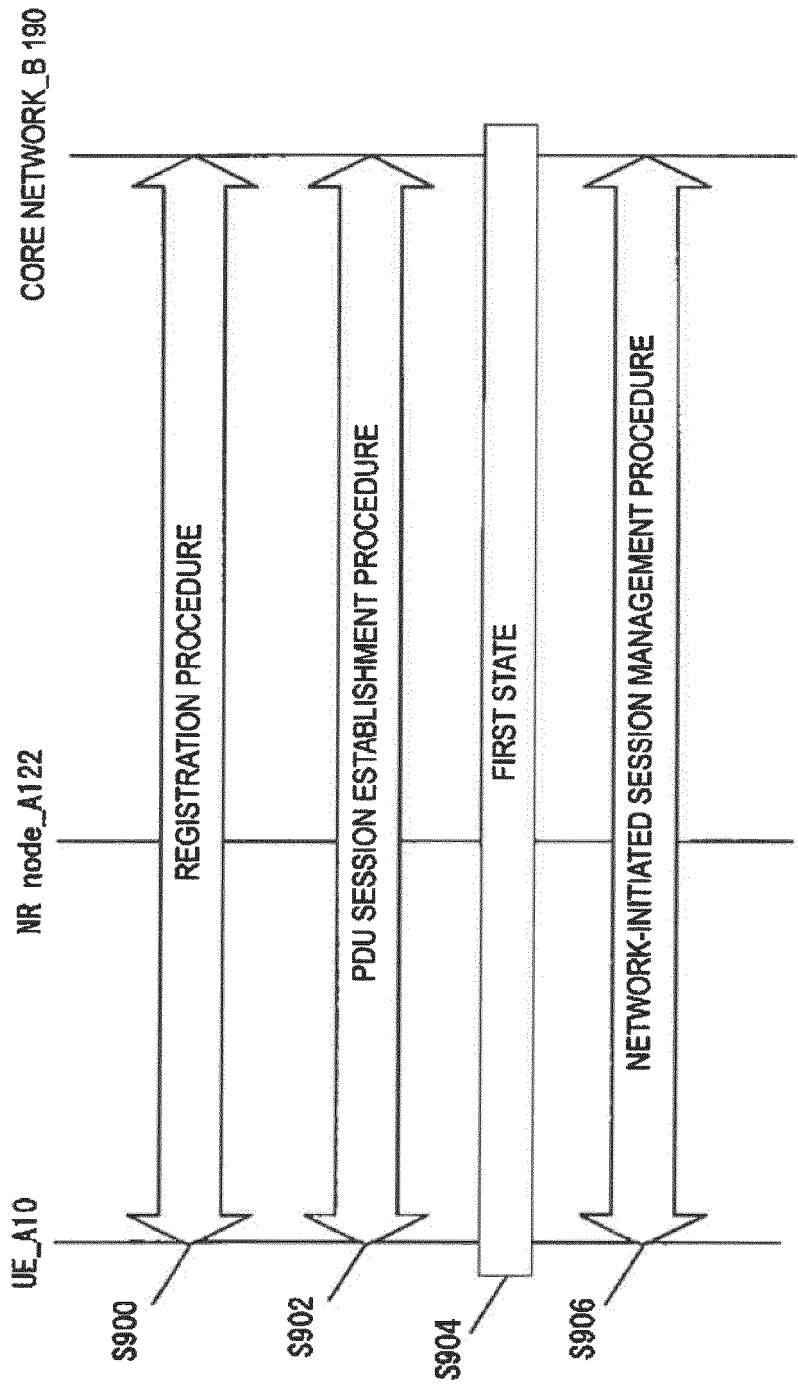 UE_A10
NR node_A122
CORE NETWORK_B 190
S900
REGISTRATION PROCEDURE
S902
PDU SESSION ESTABLISHMENT PROCEDURE
S904
FIRST STATE
S906
NETWORK-INITIATED SESSION MANAGEMENT PROCEDURE